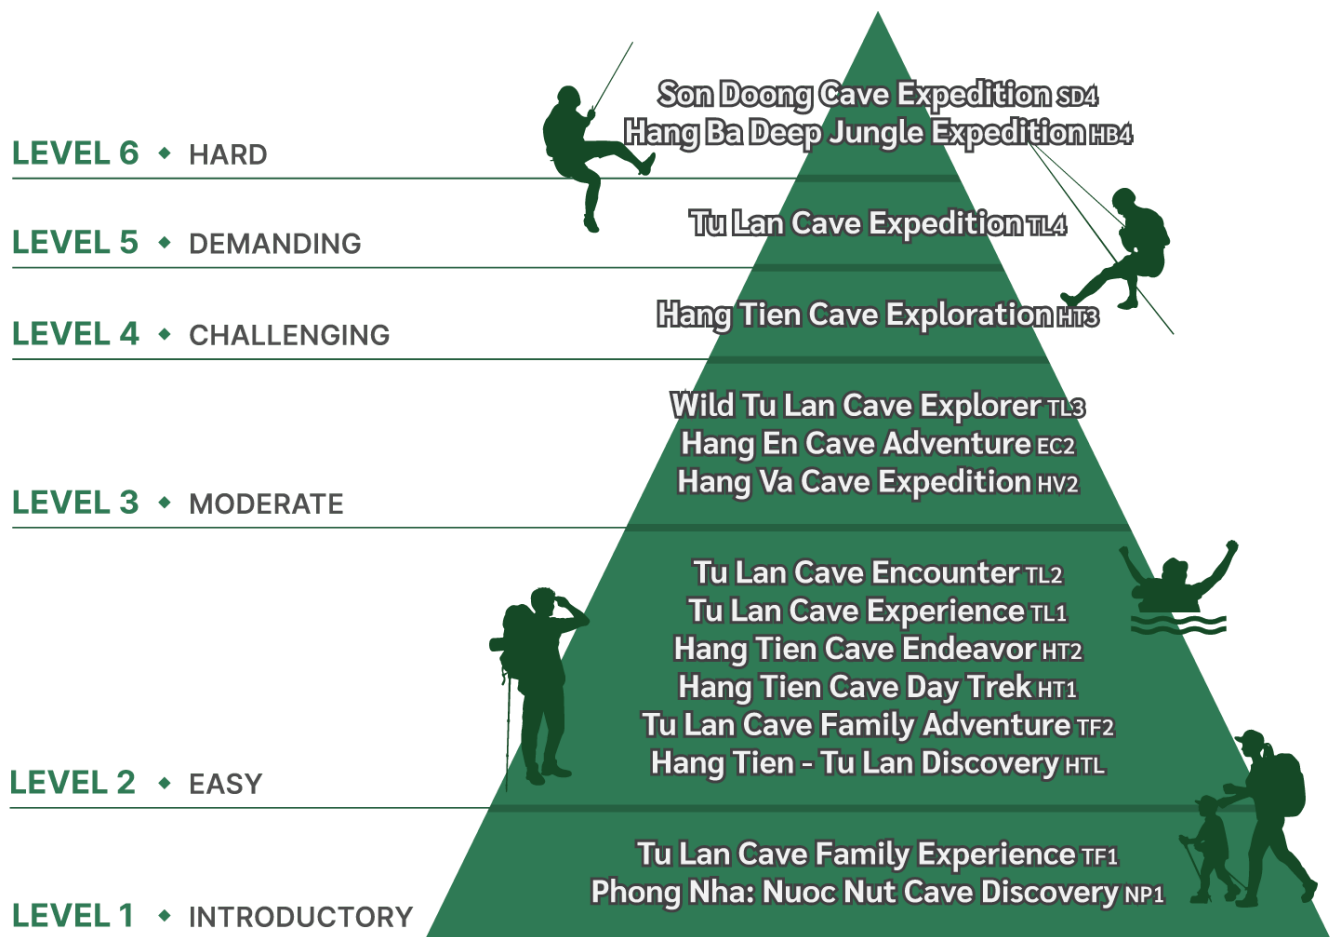 Son Doong Cave Expedition SD4
Hang Ba Deep Jungle Expedition HB4
LEVEL 6 ◆ HARD
Tu Lan Cave Expedition TL4
LEVEL 5 ◆ DEMANDING
Hang Tien Cave Exploration HT3
LEVEL 4 ◆ CHALLENGING
Wild Tu Lan Cave Explorer TL3
Hang En Cave Adventure EC2
Hang Va Cave Expedition HV2
LEVEL 3 ◆ MODERATE
Tu Lan Cave Encounter TL2
Tu Lan Cave Experience TL1
Hang Tien Cave Endeavor HT2
Hang Tien Cave Day Trek HT1
Tu Lan Cave Family Adventure TF2
Hang Tien - Tu Lan Discovery HTL
LEVEL 2 ◆ EASY
Tu Lan Cave Family Experience TF1
Phong Nha: Nuoc Nut Cave Discovery NP1
LEVEL 1 ◆ INTRODUCTORY